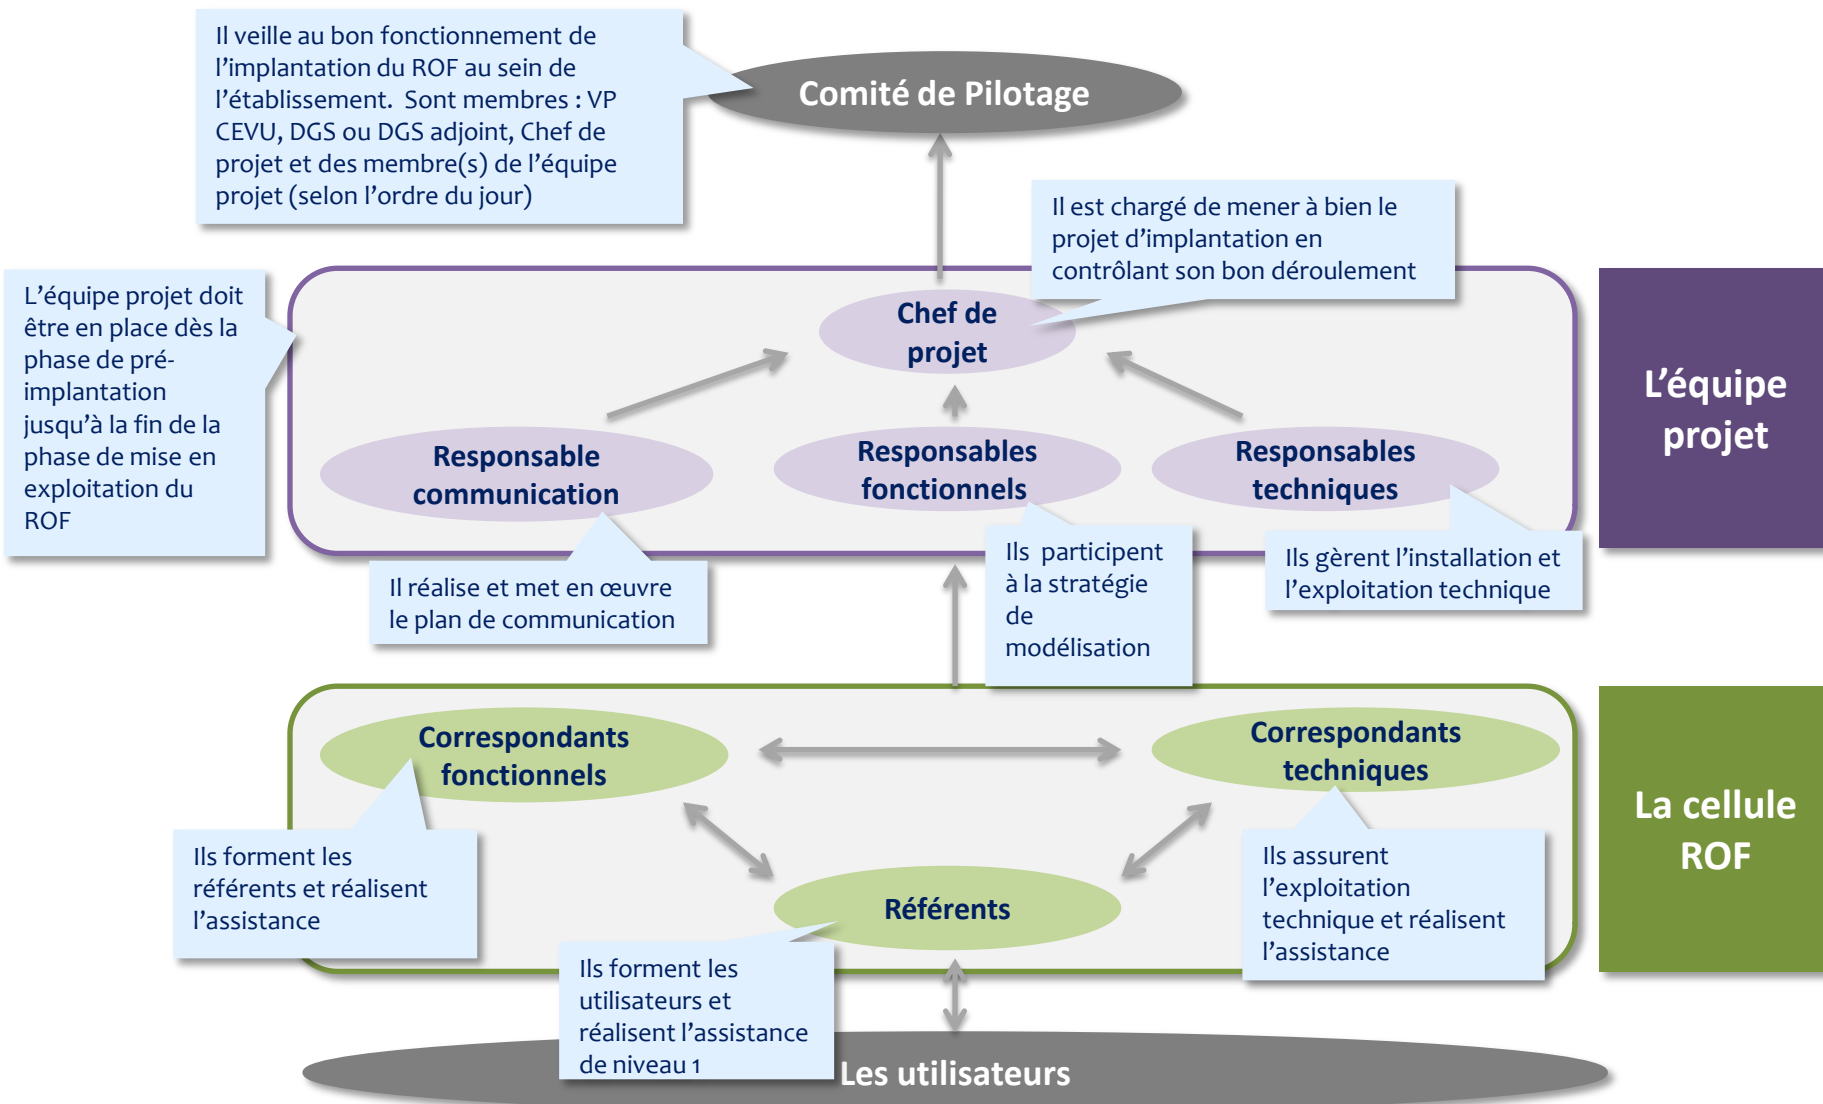 Il veille au bon fonctionnement de
l’implantation du ROF au sein de
l’établissement.  Sont membres : VP
CEVU, DGS ou DGS adjoint, Chef de
projet et des membre(s) de l’équipe
projet (selon l’ordre du jour)
Comité de Pilotage
Il est chargé de mener à bien le
projet d’implantation en
contrôlant son bon déroulement
L’équipe projet doit
être en place dès la
phase de pré-
implantation
jusqu’à la fin de la
phase de mise en
exploitation du
ROF
Chef de
projet
L’équipe
projet
Responsable
communication
Responsables
fonctionnels
Responsables
techniques
Il réalise et met en œuvre
le plan de communication
Ils  participent
à la stratégie
de
modélisation
Ils gèrent l’installation et
l’exploitation technique
Correspondants
fonctionnels
Correspondants
techniques
La cellule
ROF
Ils forment les
référents et réalisent
l’assistance
Référents
Ils assurent
l’exploitation
technique et réalisent
l’assistance
Ils forment les
utilisateurs et
réalisent l’assistance
de niveau 1
Les utilisateurs